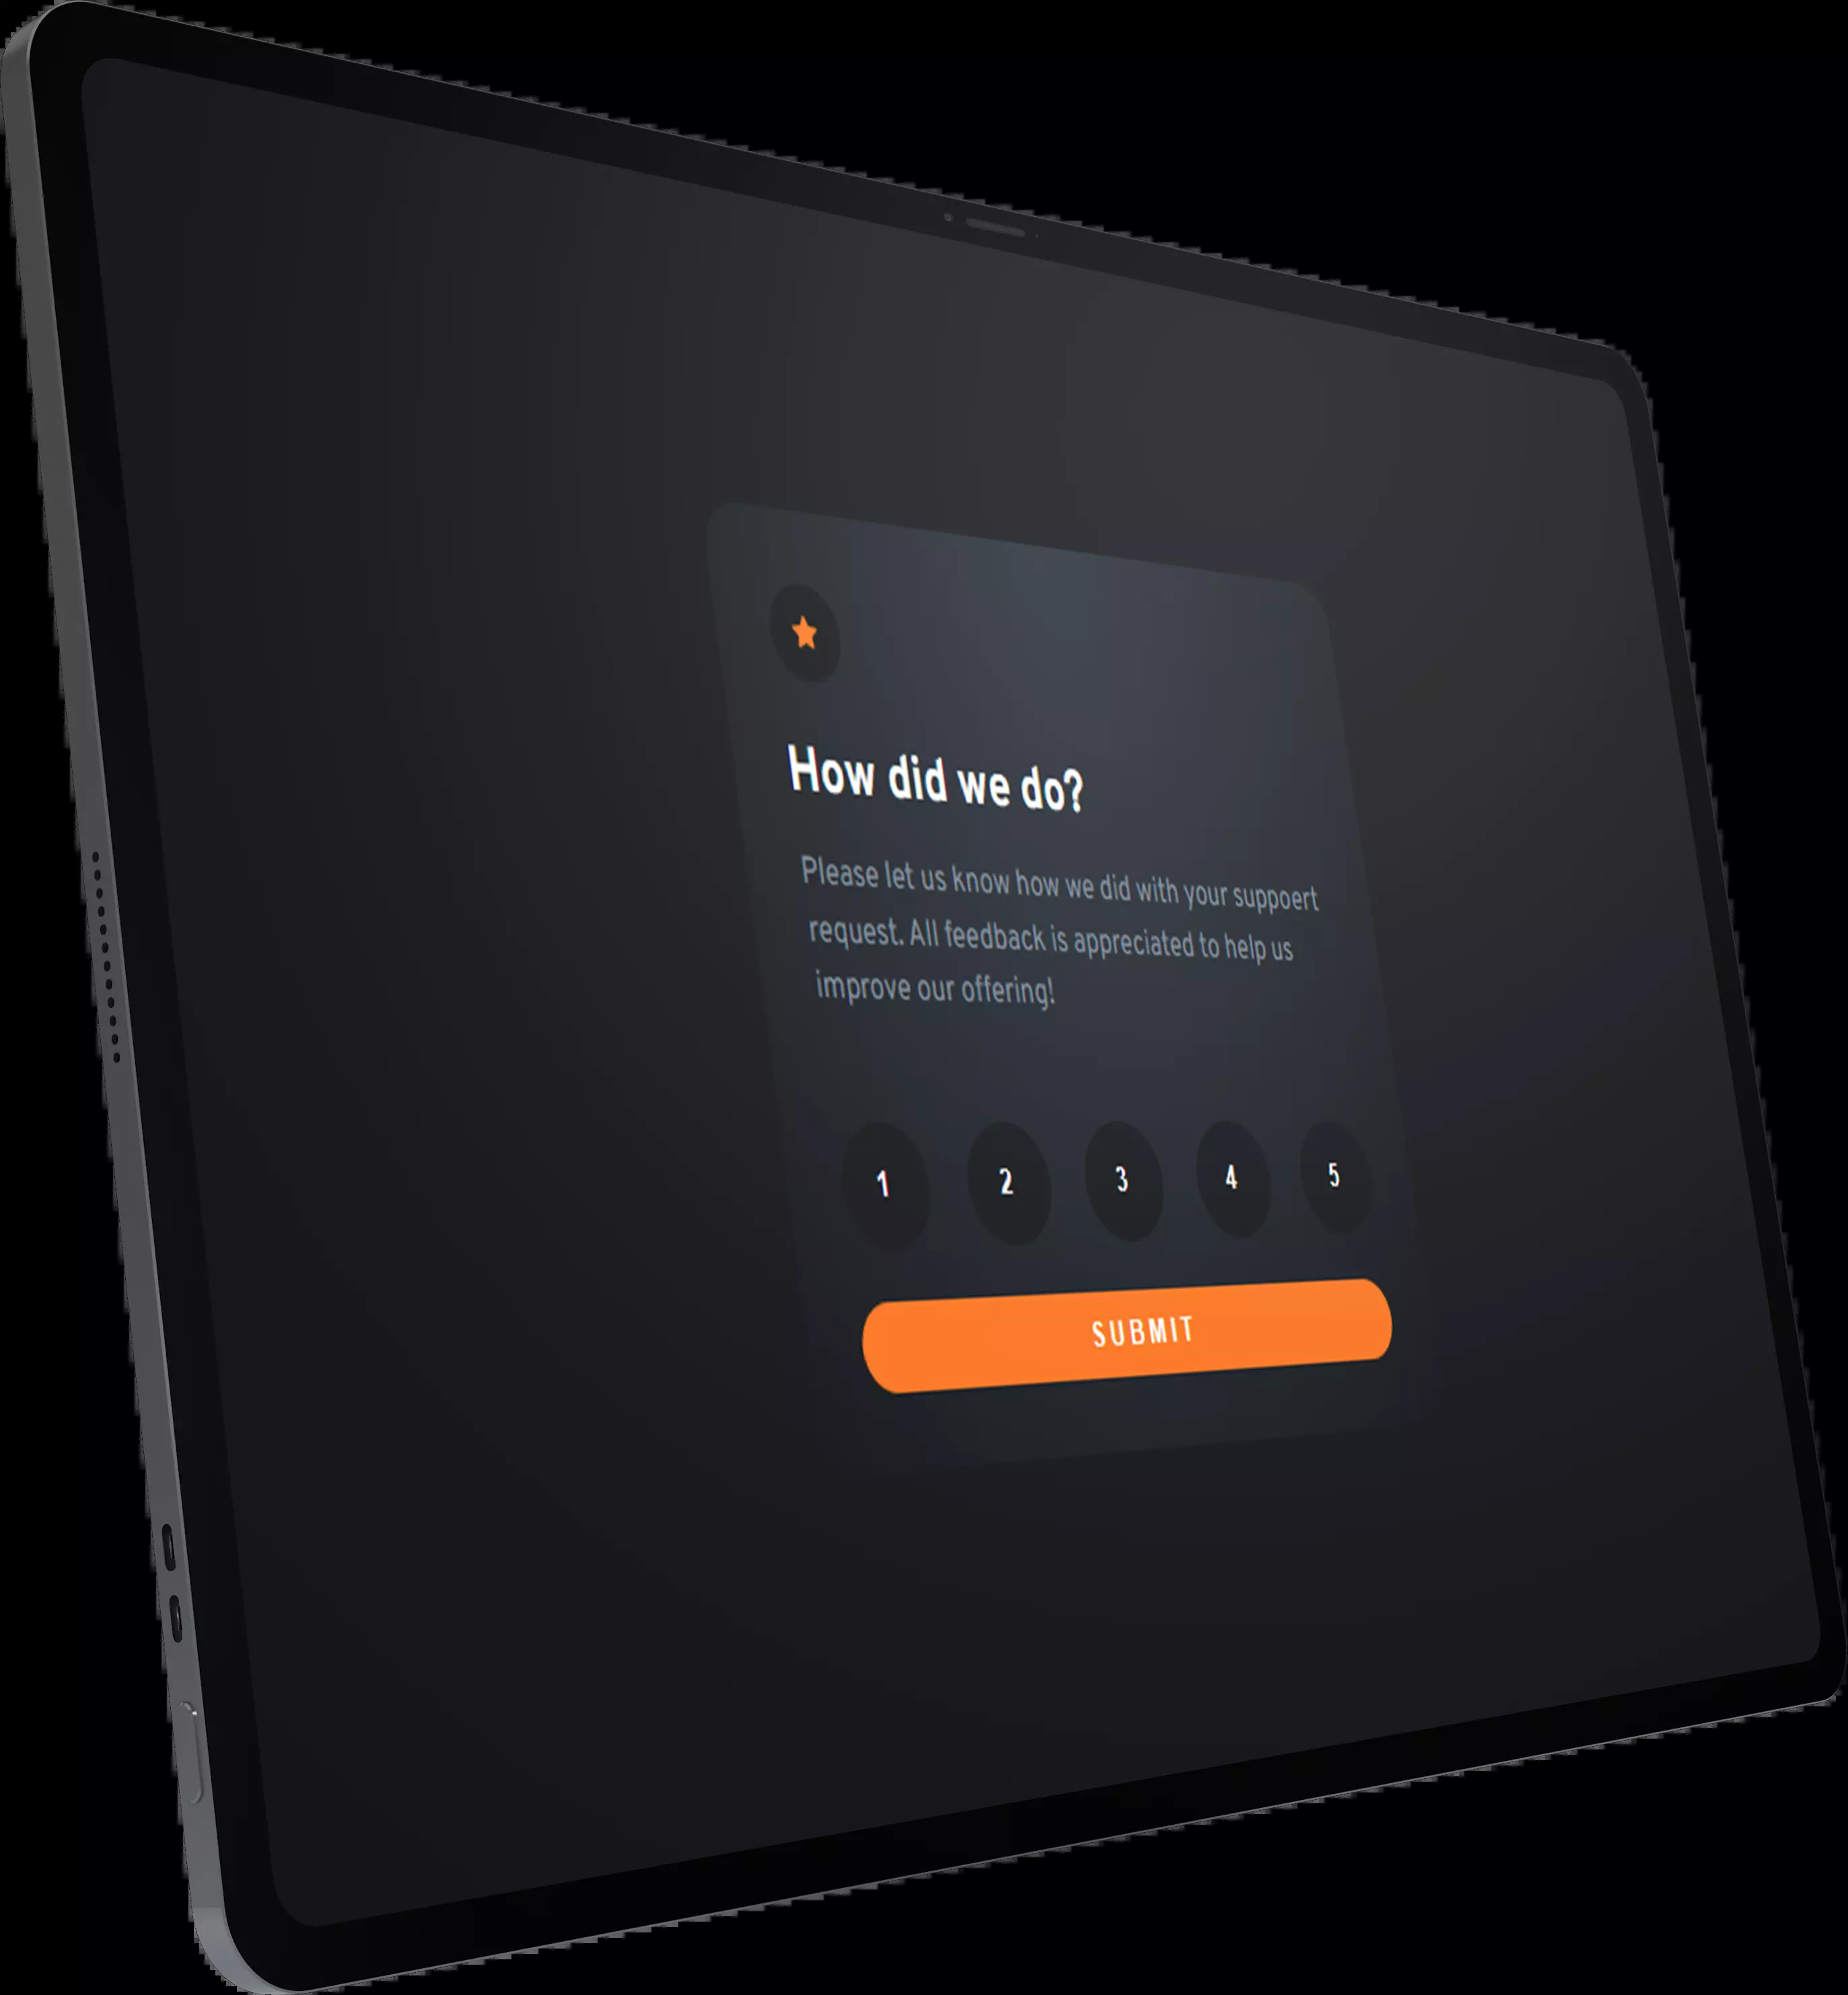 How did we do?
Please let us know how we did with your suppoert
request. All feedback is appreciated to help us
improve our offering!
1 2 3 4 5
SUBMIT